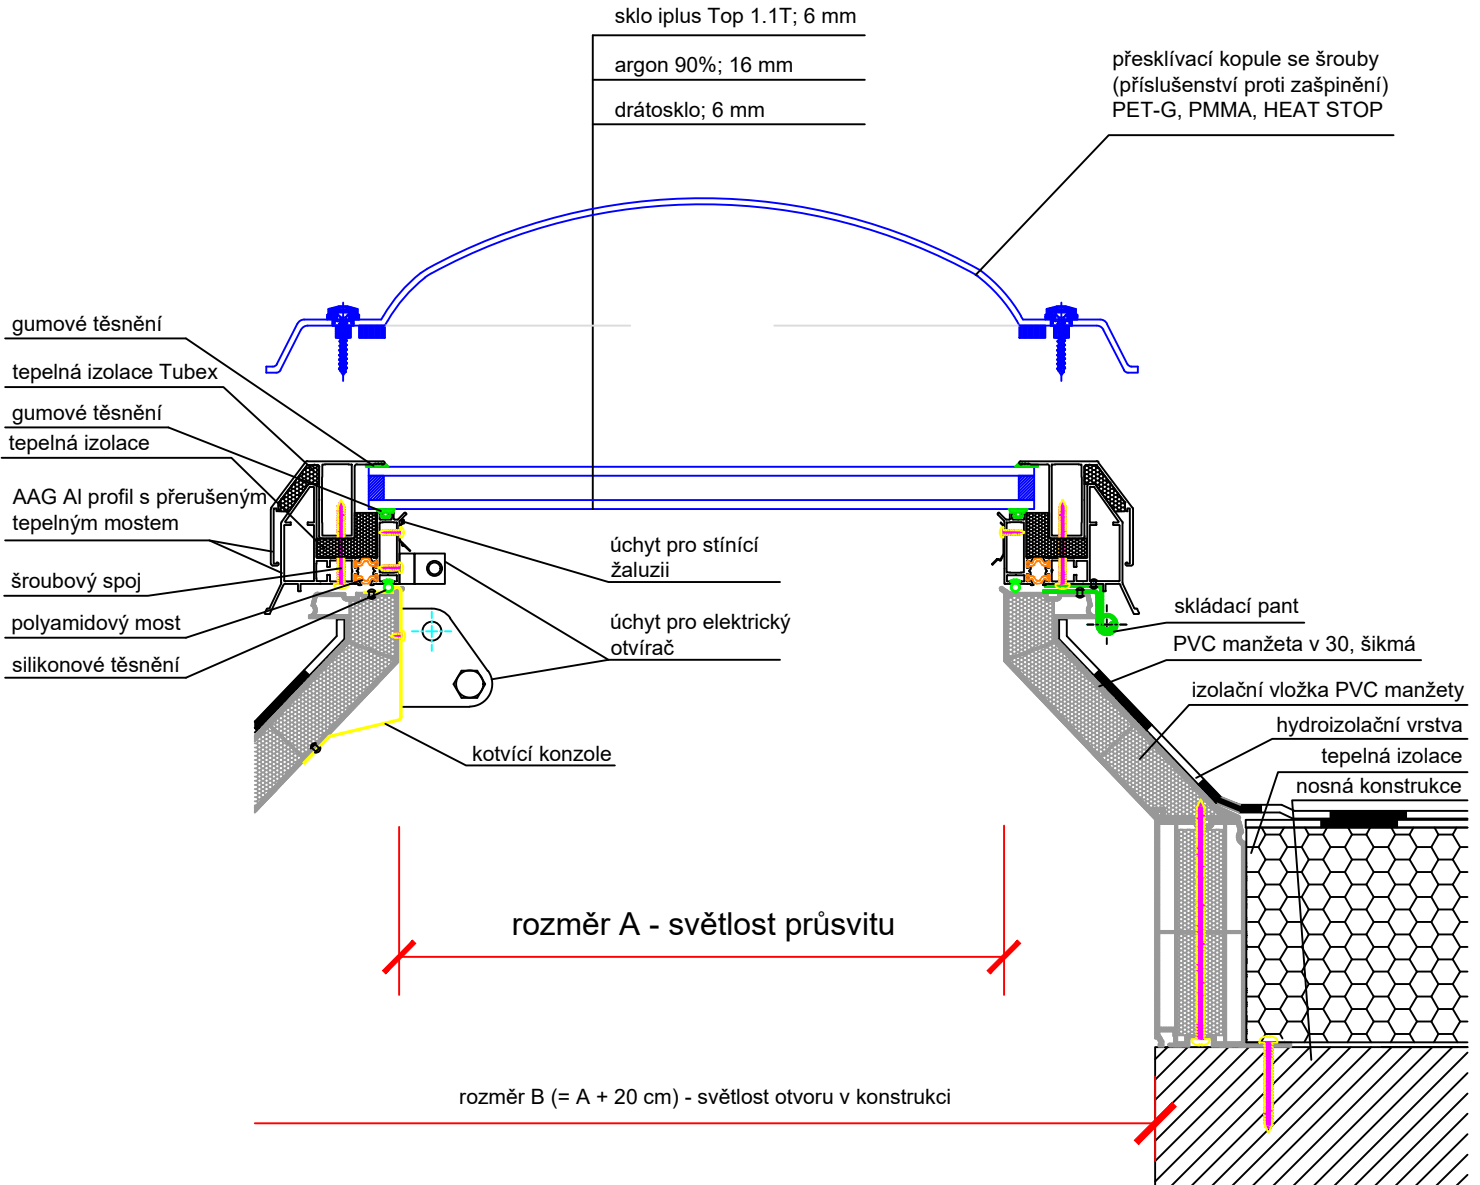 sklo iplus Top 1.1T; 6 mm
argon 90%; 16 mm
drátosklo; 6 mm
přesklívací kopule se šrouby
(příslušenství proti zašpinění)
PET-G, PMMA, HEAT STOP
gumové těsnění
tepelná izolace Tubex
gumové těsnění
tepelná izolace
AAG Al profil s přerušeným
tepelným mostem
šroubový spoj
polyamidový most
silikonové těsnění
úchyt pro stínící
žaluzii
úchyt pro elektrický
otvírač
kotvící konzole
skládací pant
PVC manžeta v 30, šikmá
izolační vložka PVC manžety
hydroizolační vrstva
tepelná izolace
nosná konstrukce
rozměr A - světlost průsvitu
rozměr B (= A + 20 cm) - světlost otvoru v konstrukci